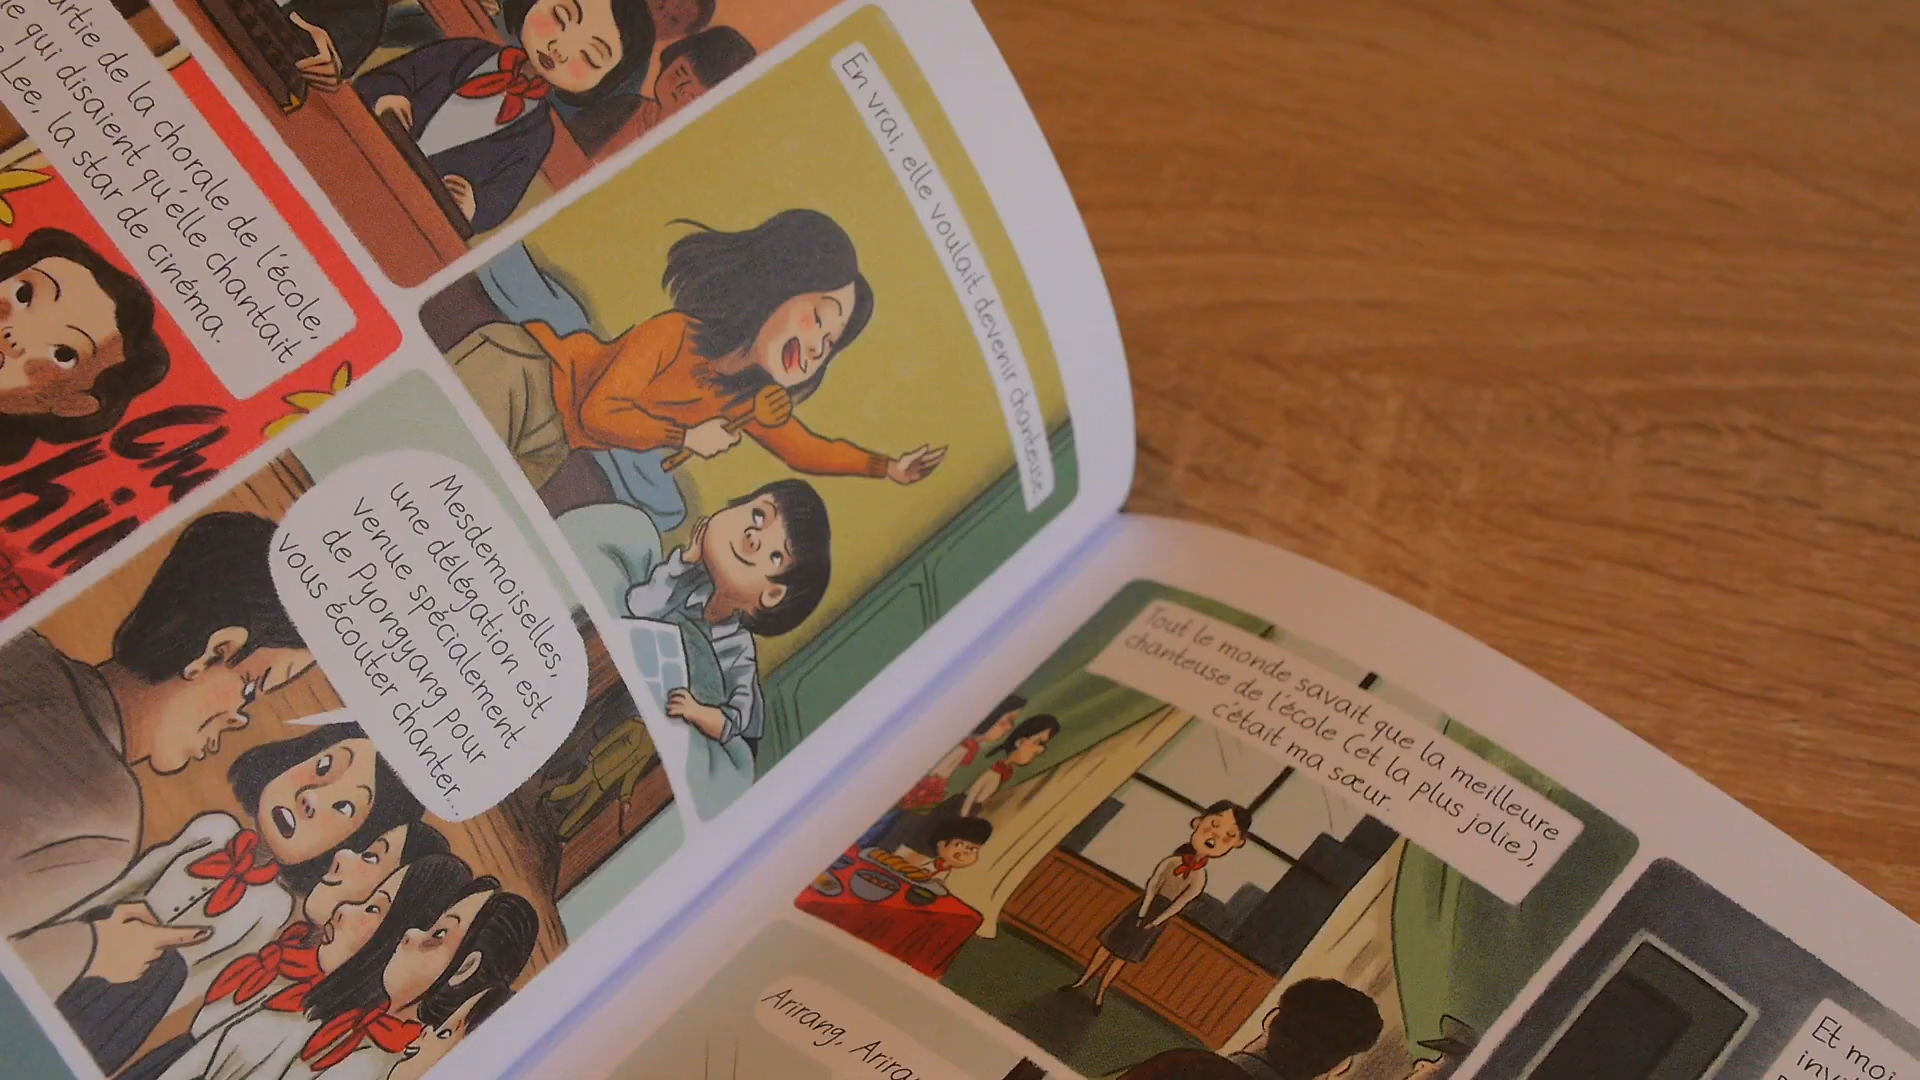 de la chorale de l'école,
qui disaient qu'elle chantait
Lee, la star de cinéma.
En vrai, elle voulait devenir chanteuse.
Mesdemoiselles,
une délégation est
venue spécialement
de Pyongyang pour
vous écouter chanter...
Tout le monde savait que la meilleure
chanteuse de l'école (et la plus jolie),
c'était ma sœur.
Arirang,
Et moi